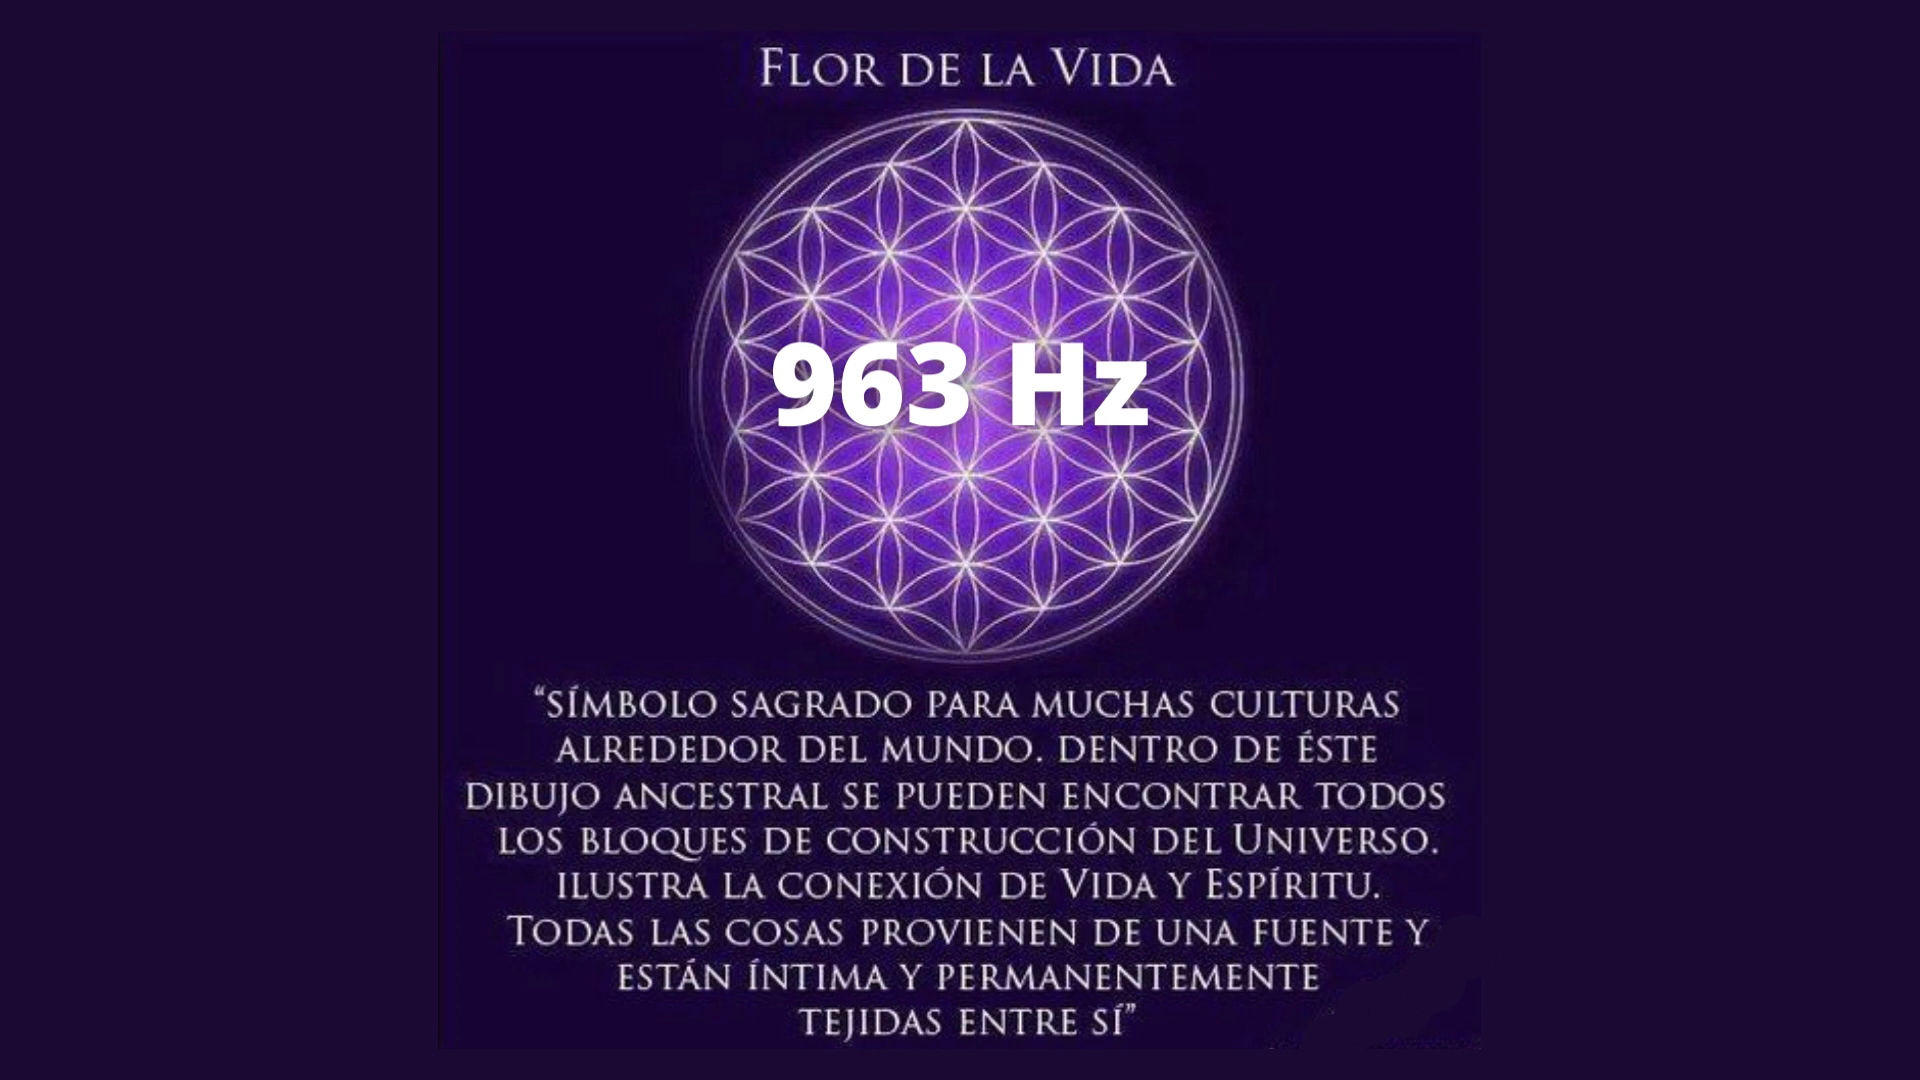 Flor de la Vida
963 Hz
“símbolo sagrado para muchas culturas
alrededor del mundo. dentro de éste
dibujo ancestral se pueden encontrar todos
los bloques de construcción del Universo.
ilustra la conexión de Vida y Espíritu.
Todas las cosas provienen de una fuente y
están íntima y permanentemente
tejidas entre sí”